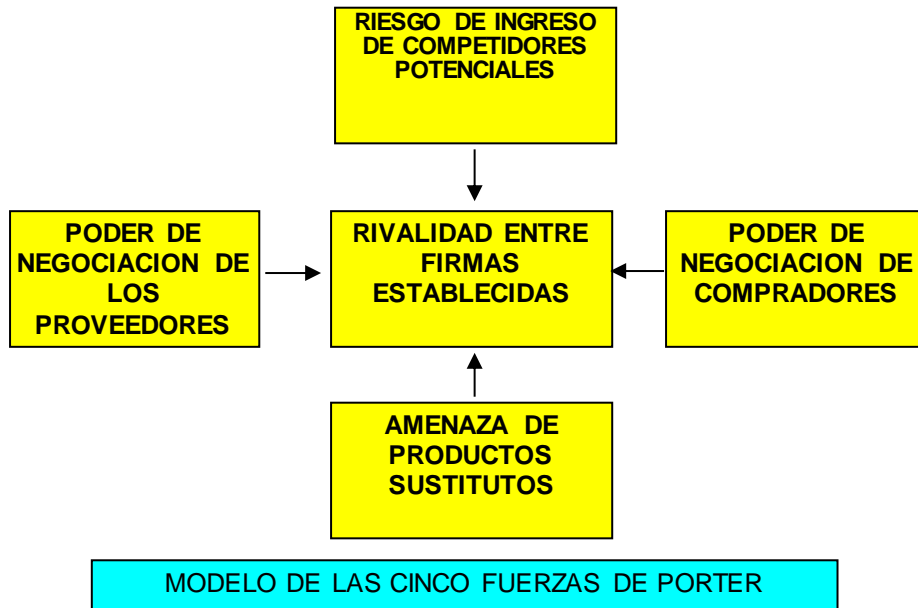 RIESGO DE INGRESO
DE COMPETIDORES
POTENCIALES
PODER DE
NEGOCIACION DE
LOS
PROVEEDORES
RIVALIDAD ENTRE
FIRMAS
ESTABLECIDAS
PODER DE
NEGOCIACION DE
COMPRADORES
AMENAZA DE
PRODUCTOS
SUSTITUTOS
MODELO DE LAS CINCO FUERZAS DE PORTER